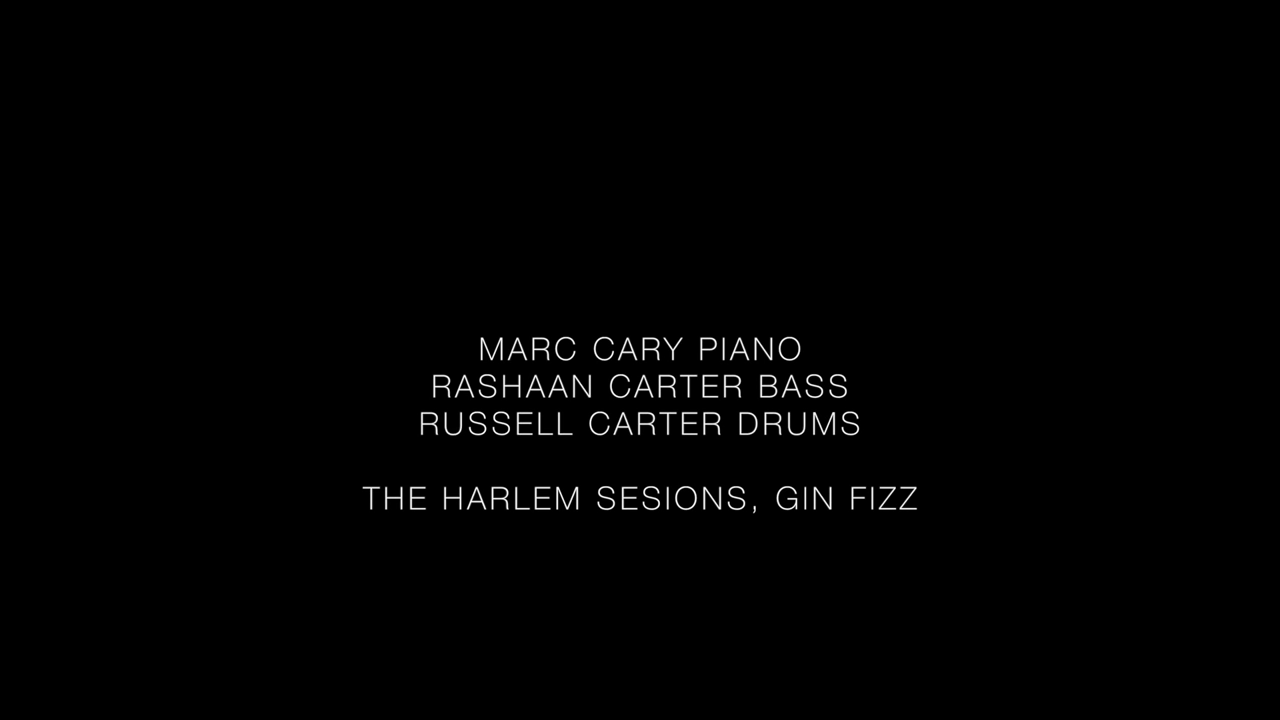 MARC CARY PIANO
RASHAAN CARTER BASS
RUSSELL CARTER DRUMS
THE HARLEM SESIONS, GIN FIZZ